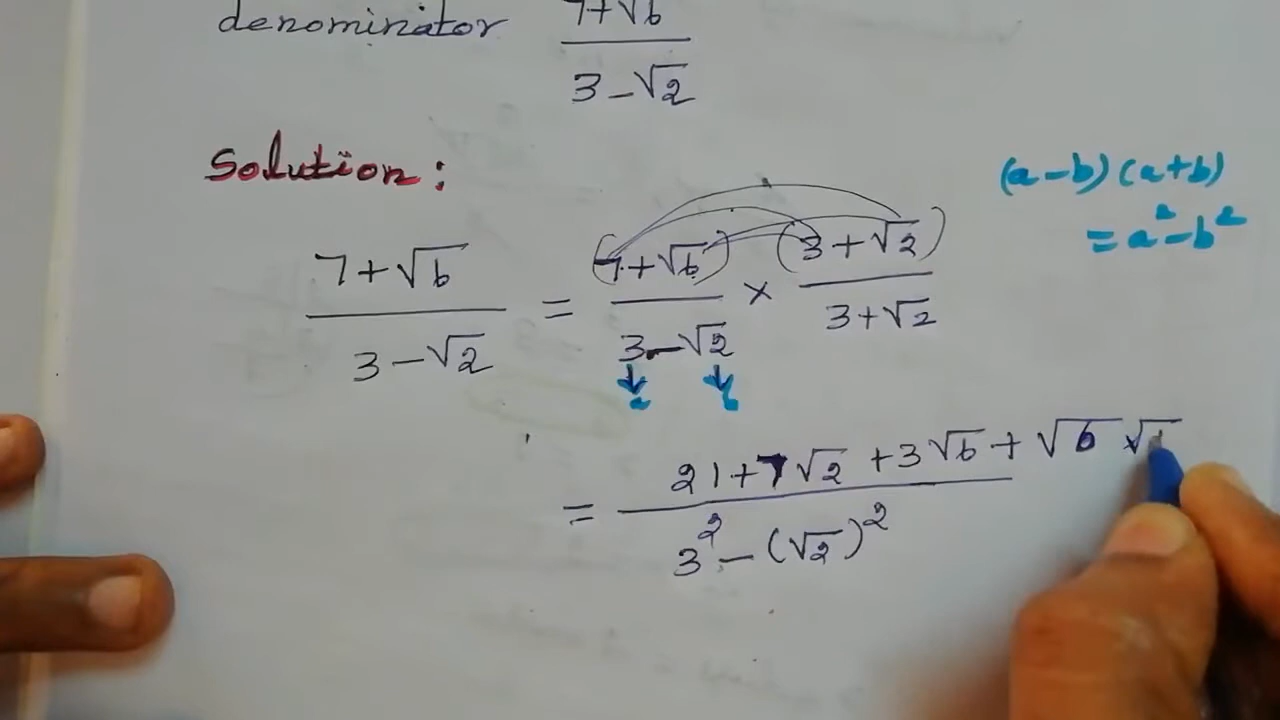 denominator 7+√6 / 3-√2
Solution:
(a-b)(a+b)
= a²-b²
7+√6 / 3-√2 = (7+√6) / 3-√2 × (3+√2) / 3+√2
a b
= 21+7√2+3√6+√6×√ / 3²-(√2)²